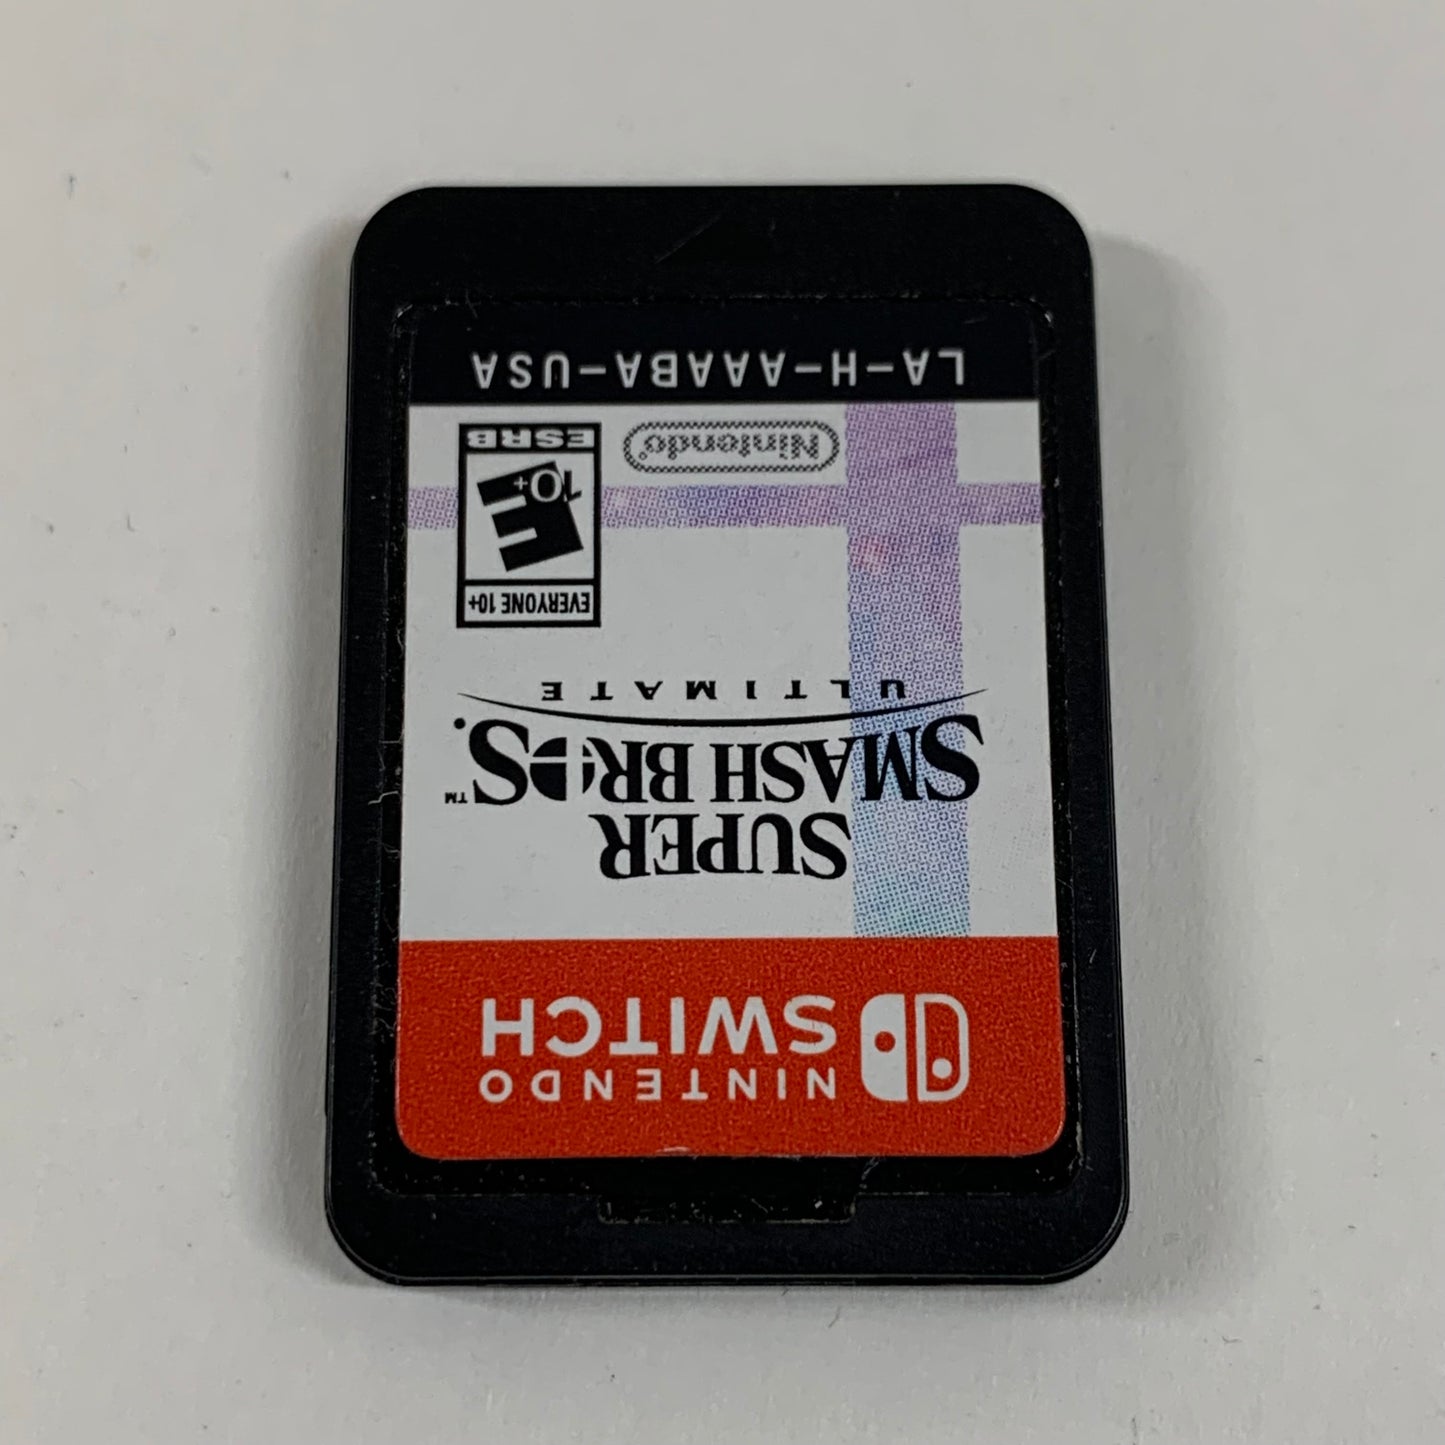 NINTENDO
SWITCH
SUPER
SMASH BROS.™
ULTIMATE
EVERYONE 10+
E 10+
ESRB
Nintendo®
LA-H-AAABA-USA